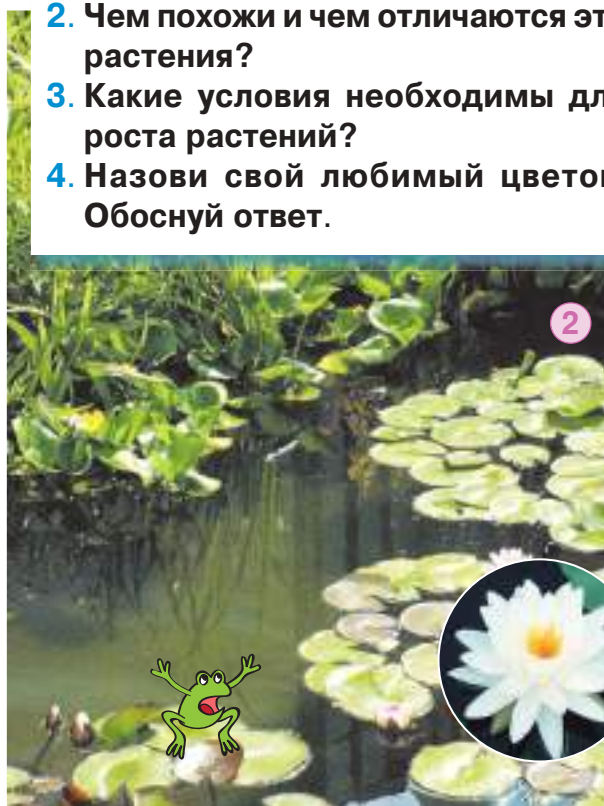 2. Чем похожи и чем отличаются эт
растения?
3. Какие условия необходимы дл
роста растений?
4. Назови свой любимый цветок
Обоснуй ответ.
2